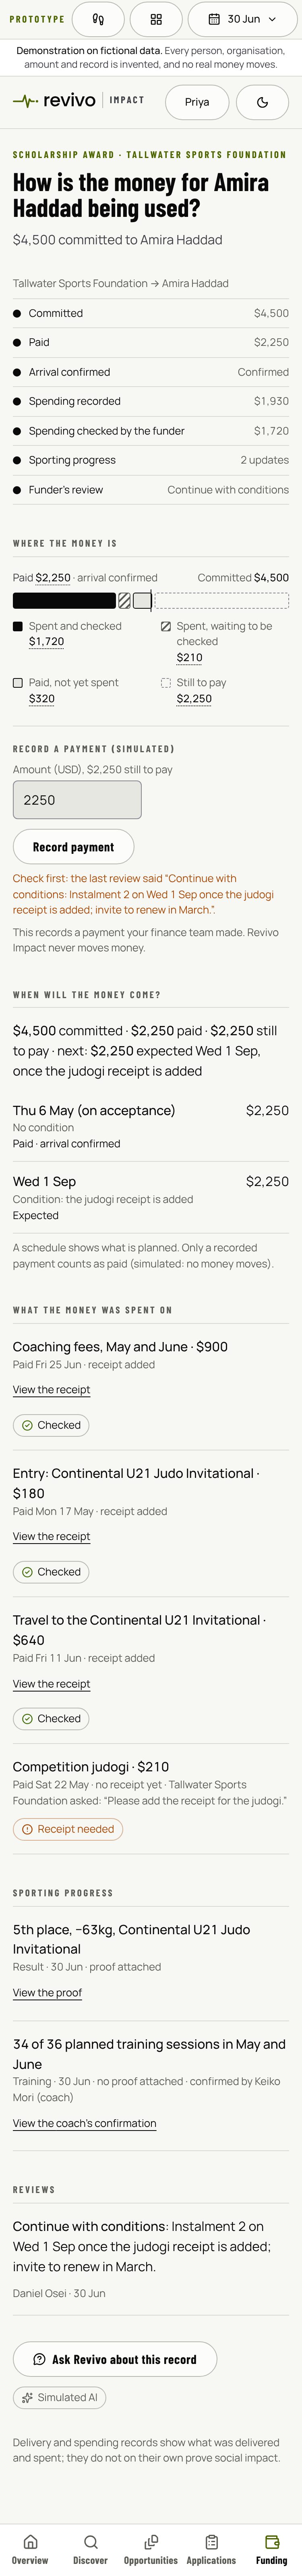 PROTOTYPE
30 Jun
Demonstration on fictional data. Every person, organisation,
amount and record is invented, and no real money moves.
revivo
IMPACT
Priya
SCHOLARSHIP AWARD · TALLWATER SPORTS FOUNDATION
How is the money for Amira
Haddad being used?
$4,500 committed to Amira Haddad
Tallwater Sports Foundation → Amira Haddad
Committed $4,500
Paid $2,250
Arrival confirmed Confirmed
Spending recorded $1,930
Spending checked by the funder $1,720
Sporting progress 2 updates
Funder's review Continue with conditions
WHERE THE MONEY IS
Paid $2,250 · arrival confirmed Committed $4,500
Spent and checked
$1,720
Spent, waiting to be
checked
$210
Paid, not yet spent
$320
Still to pay
$2,250
RECORD A PAYMENT (SIMULATED)
Amount (USD), $2,250 still to pay
2250
Record payment
Check first: the last review said “Continue with
conditions: Instalment 2 on Wed 1 Sep once the judogi
receipt is added; invite to renew in March.”.
This records a payment your finance team made. Revivo
Impact never moves money.
WHEN WILL THE MONEY COME?
$4,500 committed · $2,250 paid · $2,250 still
to pay · next: $2,250 expected Wed 1 Sep,
once the judogi receipt is added
Thu 6 May (on acceptance) $2,250
No condition
Paid · arrival confirmed
Wed 1 Sep $2,250
Condition: the judogi receipt is added
Expected
A schedule shows what is planned. Only a recorded
payment counts as paid (simulated: no money moves).
WHAT THE MONEY WAS SPENT ON
Coaching fees, May and June · $900
Paid Fri 25 Jun · receipt added
View the receipt
Checked
Entry: Continental U21 Judo Invitational ·
$180
Paid Mon 17 May · receipt added
View the receipt
Checked
Travel to the Continental U21 Invitational ·
$640
Paid Fri 11 Jun · receipt added
View the receipt
Checked
Competition judogi · $210
Paid Sat 22 May · no receipt yet · Tallwater Sports
Foundation asked: “Please add the receipt for the judogi.”
Receipt needed
SPORTING PROGRESS
5th place, −63kg, Continental U21 Judo
Invitational
Result · 30 Jun · proof attached
View the proof
34 of 36 planned training sessions in May and
June
Training · 30 Jun · no proof attached · confirmed by Keiko
Mori (coach)
View the coach's confirmation
REVIEWS
Continue with conditions: Instalment 2 on
Wed 1 Sep once the judogi receipt is added;
invite to renew in March.
Daniel Osei · 30 Jun
Ask Revivo about this record
Simulated AI
Delivery and spending records show what was delivered
and spent; they do not on their own prove social impact.
Overview
Discover
Opportunities
Applications
Funding